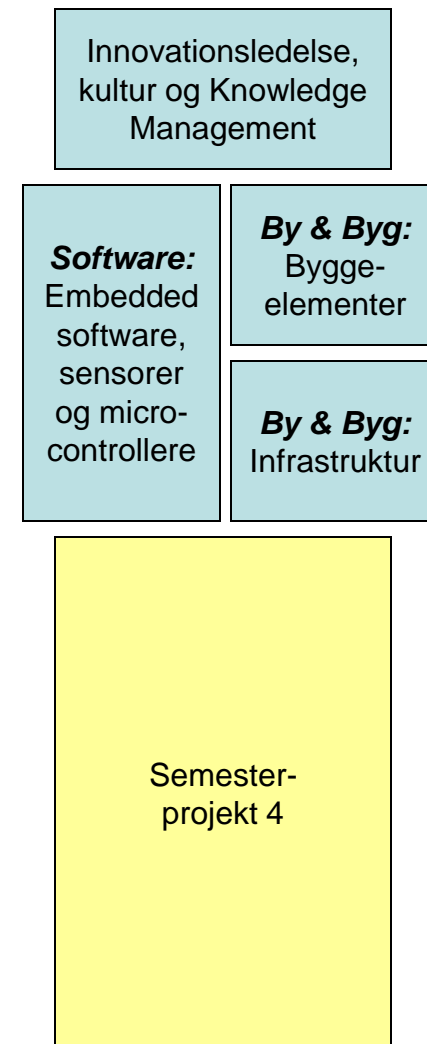 Innovationsledelse,
kultur og Knowledge
Management
Software:
Embedded
software,
sensorer
og micro-
controllere
By & Byg:
Bygge-
elementer
By & Byg:
Infrastruktur
Semester-
projekt 4